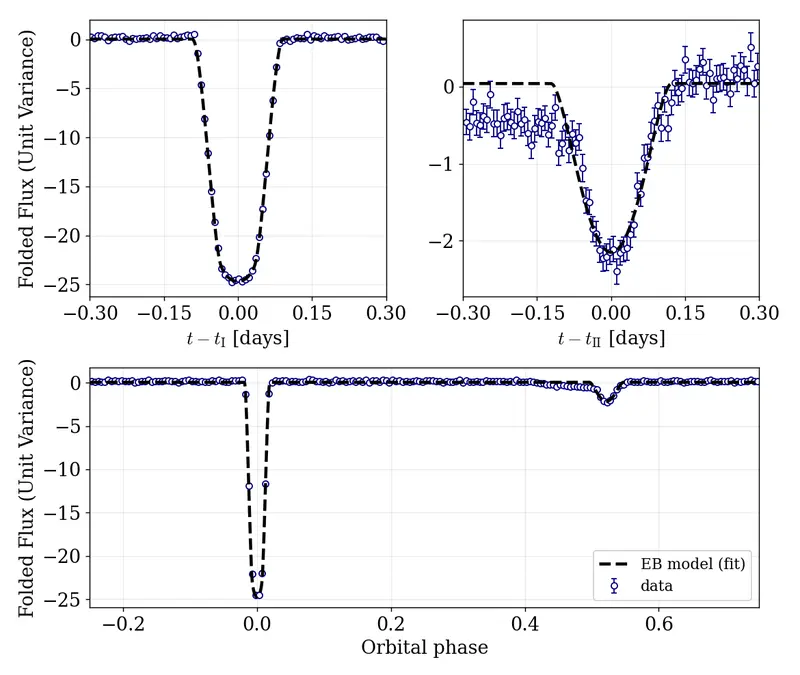 Folded Flux (Unit Variance)
0
−5
−10
−15
−20
−25
−0.30 −0.15 0.00 0.15 0.30
t − t_I [days]
0
−1
−2
−0.30 −0.15 0.00 0.15 0.30
t − t_II [days]
Folded Flux (Unit Variance)
0
−5
−10
−15
−20
−25
EB model (fit)
data
−0.2 0.0 0.2 0.4 0.6
Orbital phase